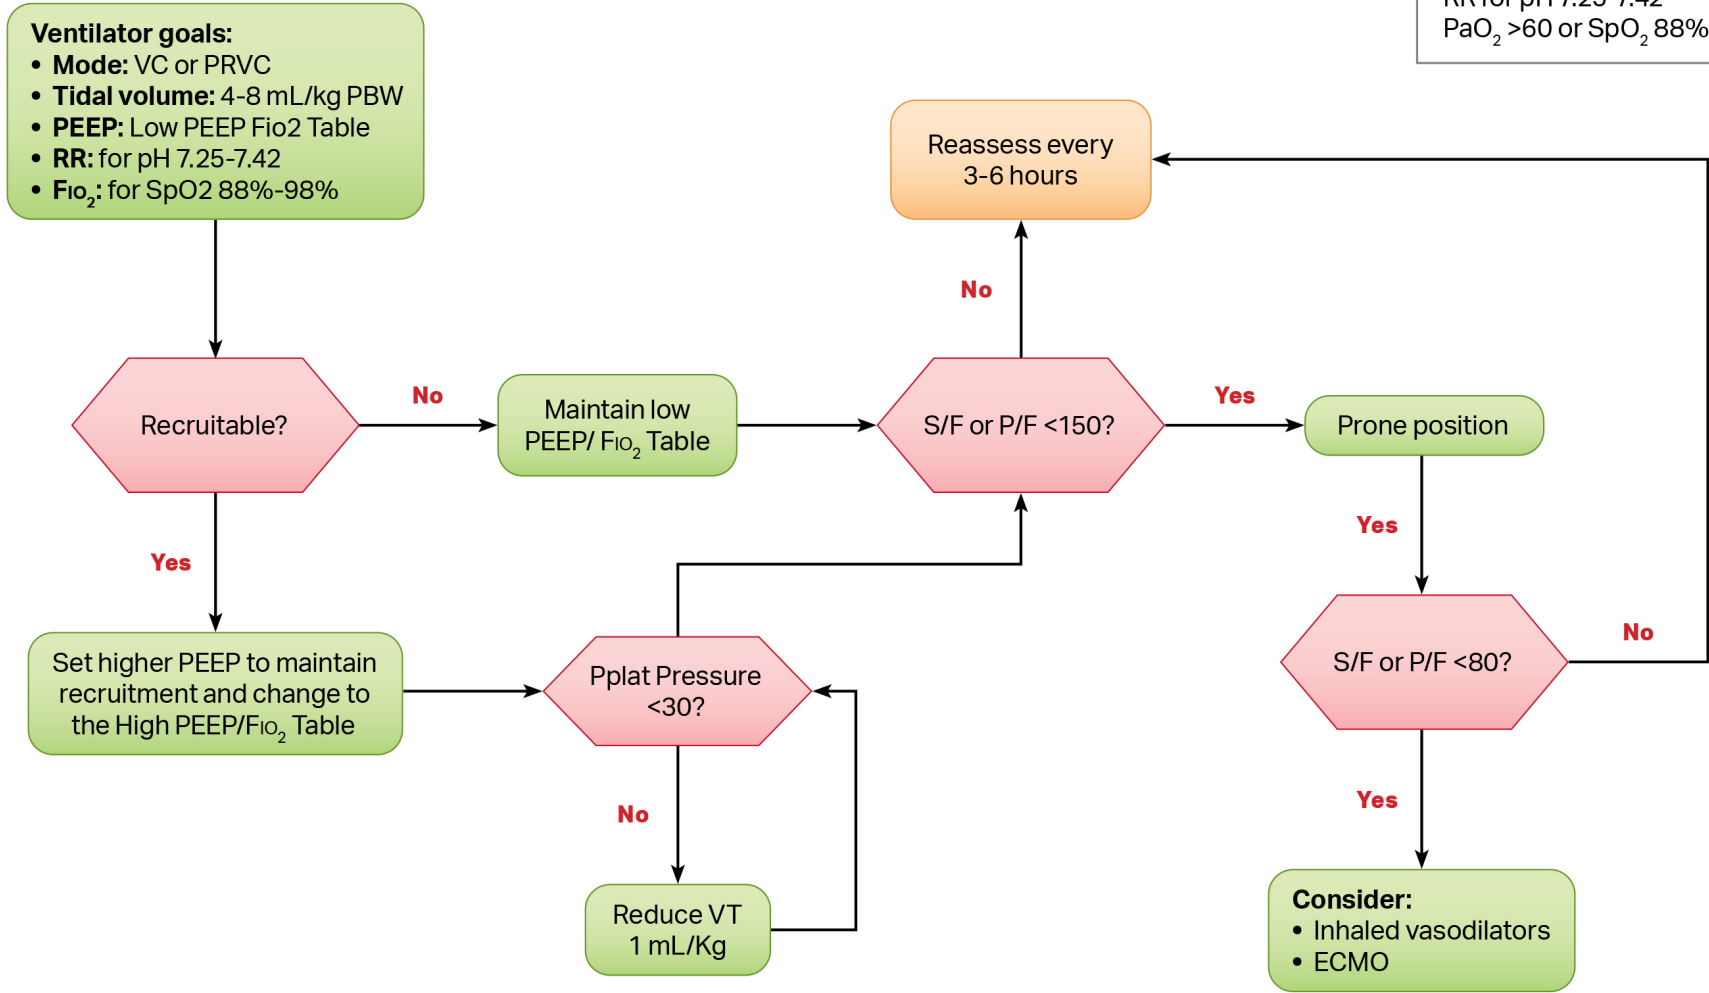 Ventilator goals:
• Mode: VC or PRVC
• Tidal volume: 4-8 mL/kg PBW
• PEEP: Low PEEP Fio2 Table
• RR: for pH 7.25-7.42
• FIO2: for SpO2 88%-98%
PaO2 >60 or SpO2 88%
Reassess every
3-6 hours
No
Recruitable?
No
Maintain low
PEEP/ FIO2 Table
S/F or P/F <150?
Yes
Prone position
Yes
Yes
Set higher PEEP to maintain
recruitment and change to
the High PEEP/FIO2 Table
Pplat Pressure
<30?
S/F or P/F <80?
No
No
Yes
Reduce VT
1 mL/Kg
Consider:
• Inhaled vasodilators
• ECMO